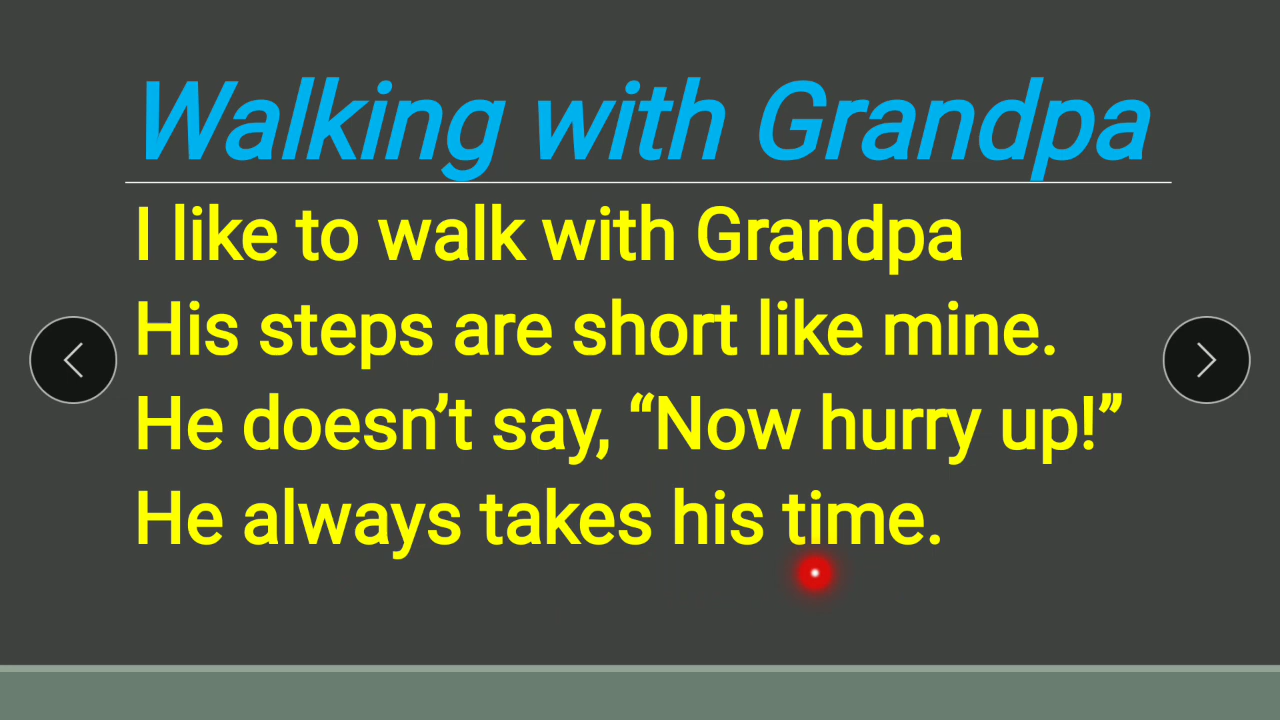 Walking with Grandpa
I like to walk with Grandpa
His steps are short like mine.
He doesn’t say, “Now hurry up!”
He always takes his time.